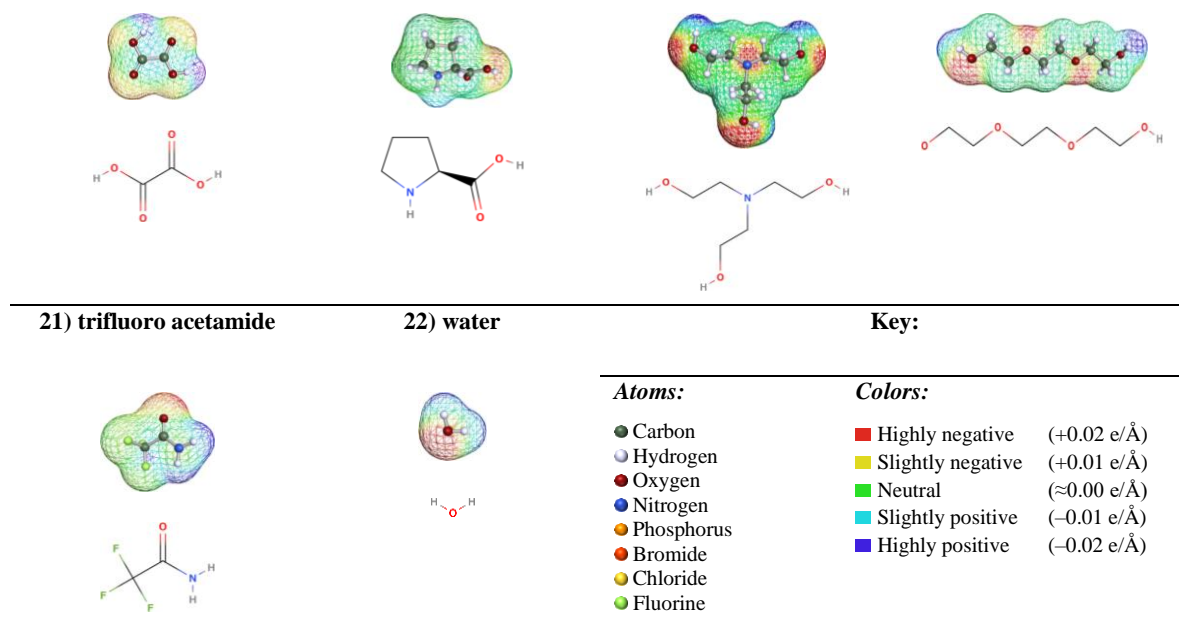 O
H O
O H
O
O H
N
H O
H O O H
N
O
H
O O O H
O
21) trifluoro acetamide 22) water Key:
Atoms: Colors:
Carbon Highly negative (+0.02 e/Å)
Hydrogen Slightly negative (+0.01 e/Å)
Oxygen Neutral (≈0.00 e/Å)
Nitrogen Slightly positive (–0.01 e/Å)
Phosphorus Highly positive (–0.02 e/Å)
Bromide
Chloride
Fluorine
H H
O
O
F
H
N
F F H